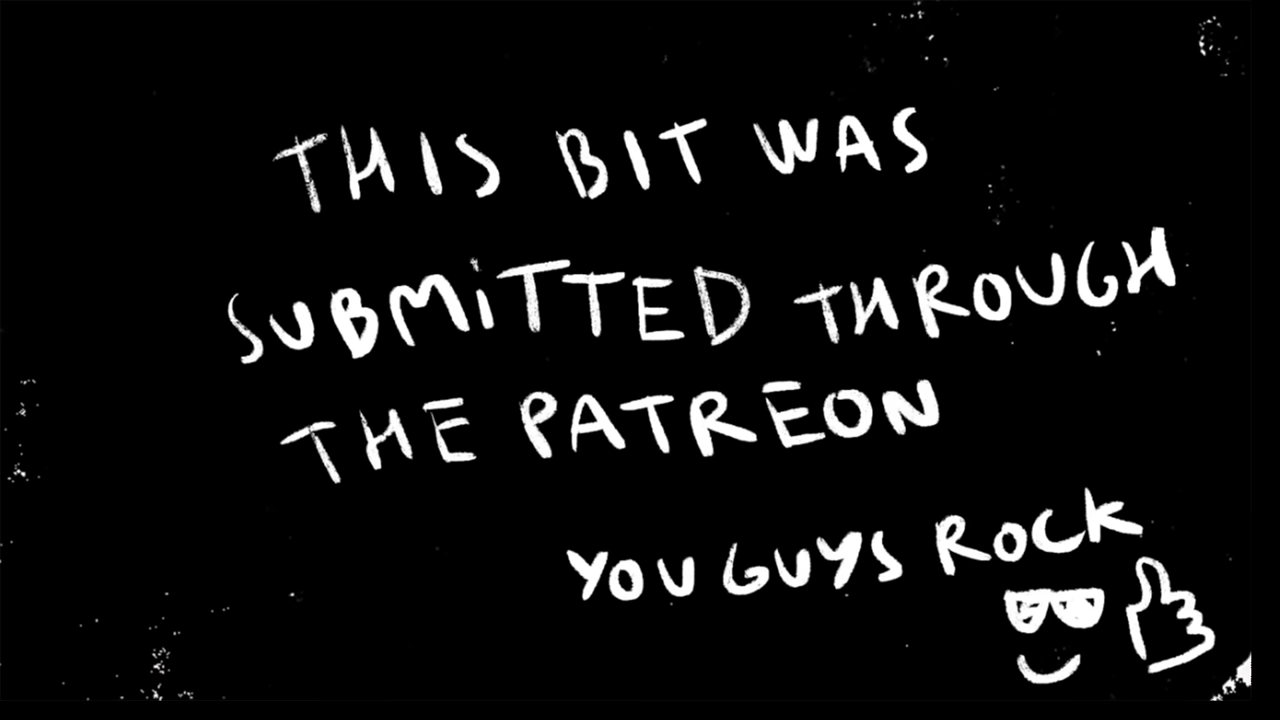 THIS BIT WAS
SUBMITTED THROUGH
THE PATREON
YOU GUYS ROCK